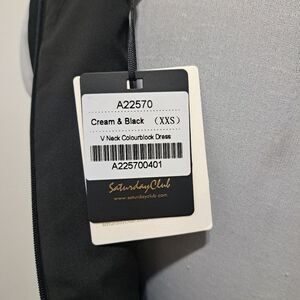 A22570
Cream & Black （XXS）
V Neck Colourblock Dress
A225700401
SaturdayClub
www.saturdayclub.com